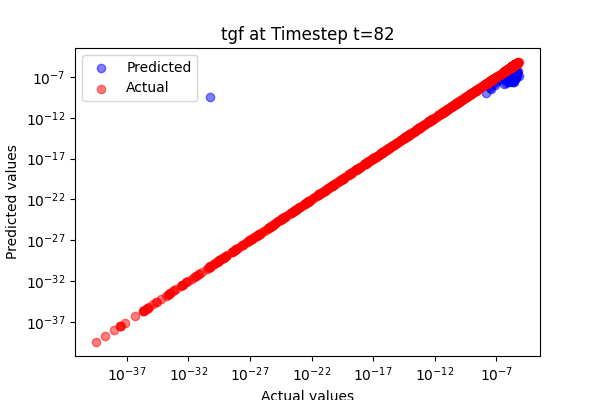 tgf at Timestep t=82
Predicted
Actual
Predicted values
10⁻⁷
10⁻¹²
10⁻¹⁷
10⁻²²
10⁻²⁷
10⁻³²
10⁻³⁷
10⁻³⁷ 10⁻³² 10⁻²⁷ 10⁻²² 10⁻¹⁷ 10⁻¹² 10⁻⁷
Actual values